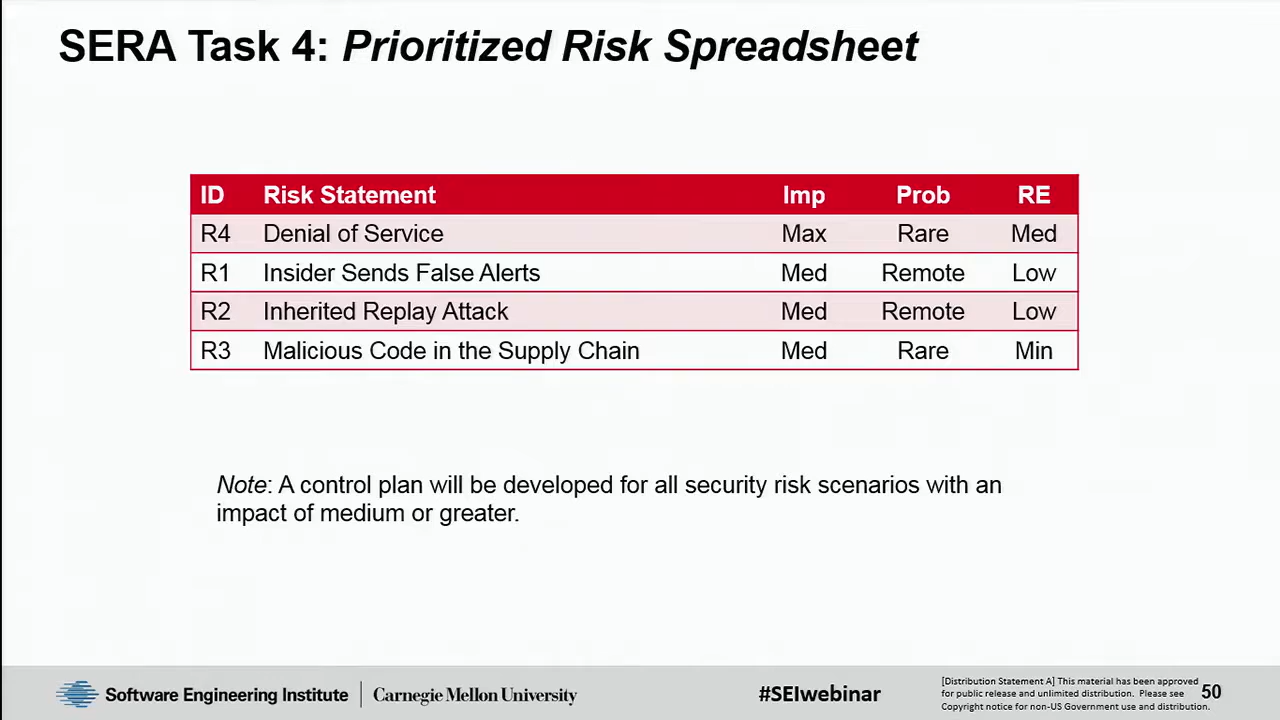 SERA Task 4: Prioritized Risk Spreadsheet
ID Risk Statement Imp Prob RE
R4 Denial of Service Max Rare Med
R1 Insider Sends False Alerts Med Remote Low
R2 Inherited Replay Attack Med Remote Low
R3 Malicious Code in the Supply Chain Med Rare Min
Note: A control plan will be developed for all security risk scenarios with an
impact of medium or greater.
Software Engineering Institute | Carnegie Mellon University
#SEIwebinar
[Distribution Statement A] This material has been approved
for public release and unlimited distribution. Please see
Copyright notice for non-US Government use and distribution.
50